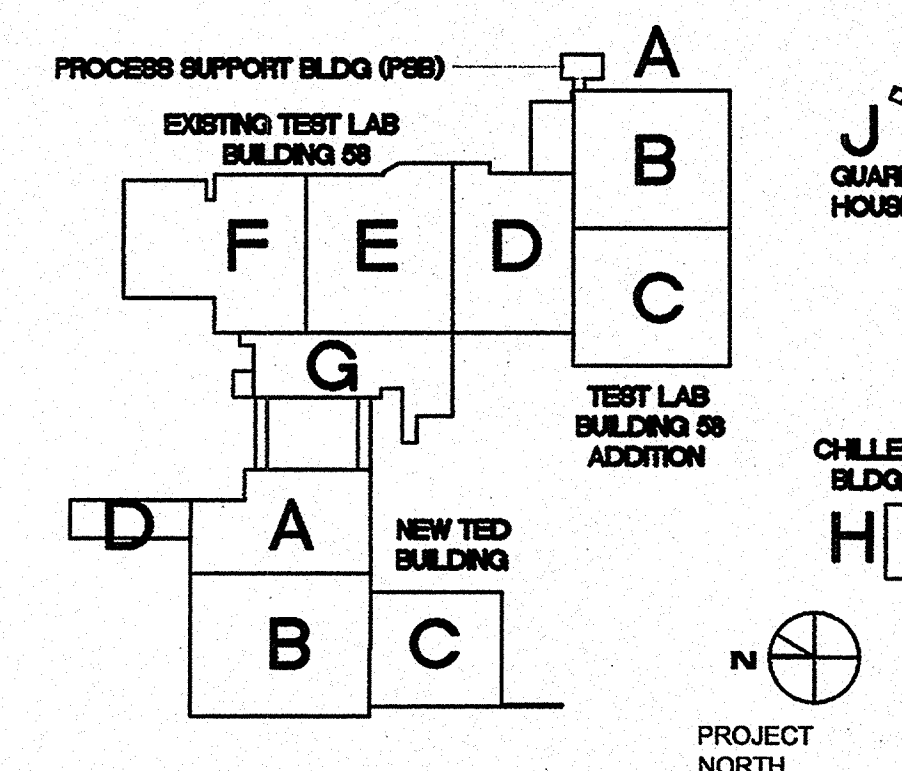 A
PROCESS SUPPORT BLDG (PSB)
EXISTING TEST LAB
BUILDING 58
B
J
F
E
D
C
G
TEST LAB
BUILDING 58
ADDITION
BLDG
D
A
NEW TED
BUILDING
H
B
C
N
PROJECT
NORTH